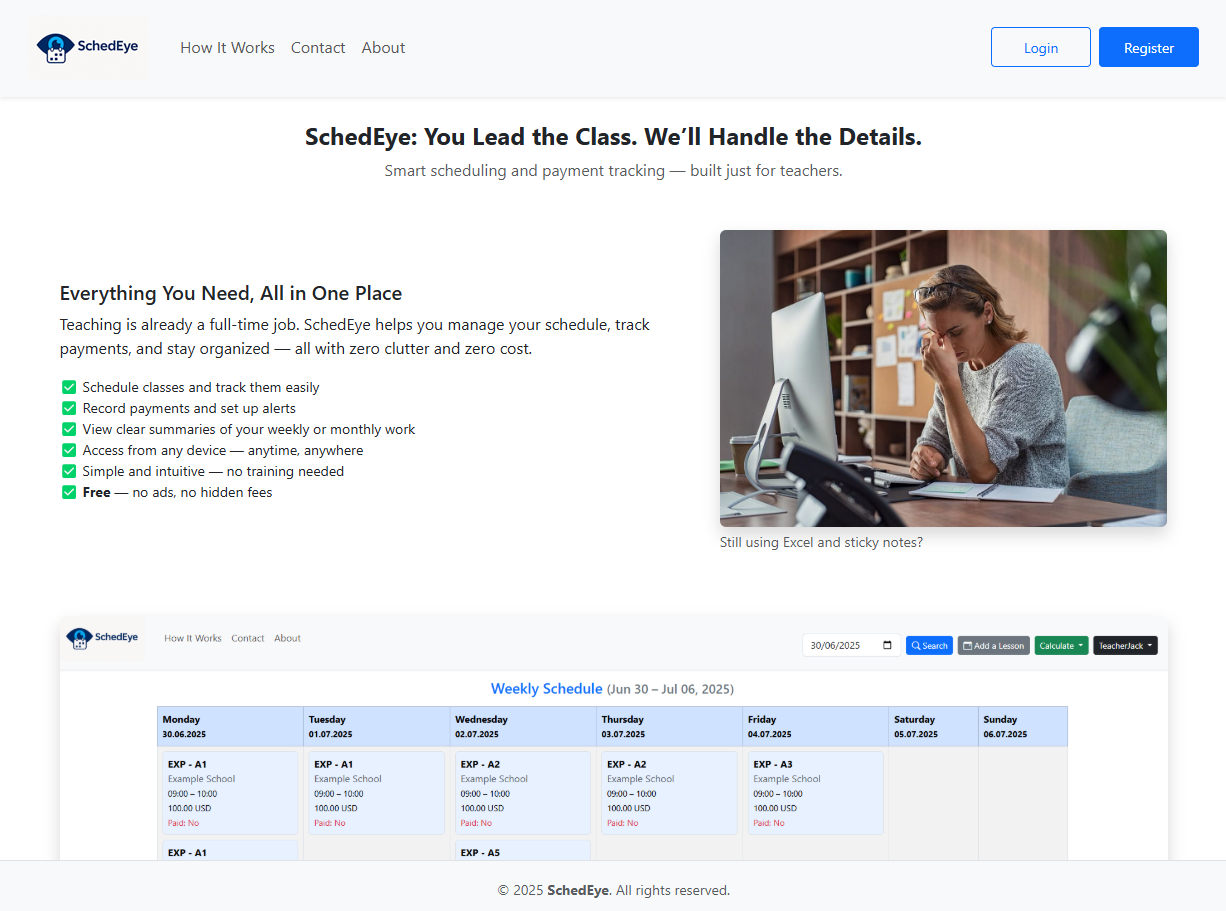 SchedEye
How It Works
Contact
About
Login
Register
SchedEye: You Lead the Class. We’ll Handle the Details.
Smart scheduling and payment tracking — built just for teachers.
Everything You Need, All in One Place
Teaching is already a full-time job. SchedEye helps you manage your schedule, track
payments, and stay organized — all with zero clutter and zero cost.
✅ Schedule classes and track them easily
✅ Record payments and set up alerts
✅ View clear summaries of your weekly or monthly work
✅ Access from any device — anytime, anywhere
✅ Simple and intuitive — no training needed
✅ Free — no ads, no hidden fees
Still using Excel and sticky notes?
SchedEye
How It Works
Contact
About
30/06/2025
Search
Add a Lesson
Calculate
TeacherJack
Weekly Schedule (Jun 30 – Jul 06, 2025)
Monday
30.06.2025
Tuesday
01.07.2025
Wednesday
02.07.2025
Thursday
03.07.2025
Friday
04.07.2025
Saturday
05.07.2025
Sunday
06.07.2025
EXP - A1
Example School
09:00 – 10:00
100.00 USD
Paid: No
EXP - A1
Example School
09:00 – 10:00
100.00 USD
Paid: No
EXP - A2
Example School
09:00 – 10:00
100.00 USD
Paid: No
EXP - A2
Example School
09:00 – 10:00
100.00 USD
Paid: No
EXP - A3
Example School
09:00 – 10:00
100.00 USD
Paid: No
EXP - A1
EXP - A5
© 2025 SchedEye. All rights reserved.